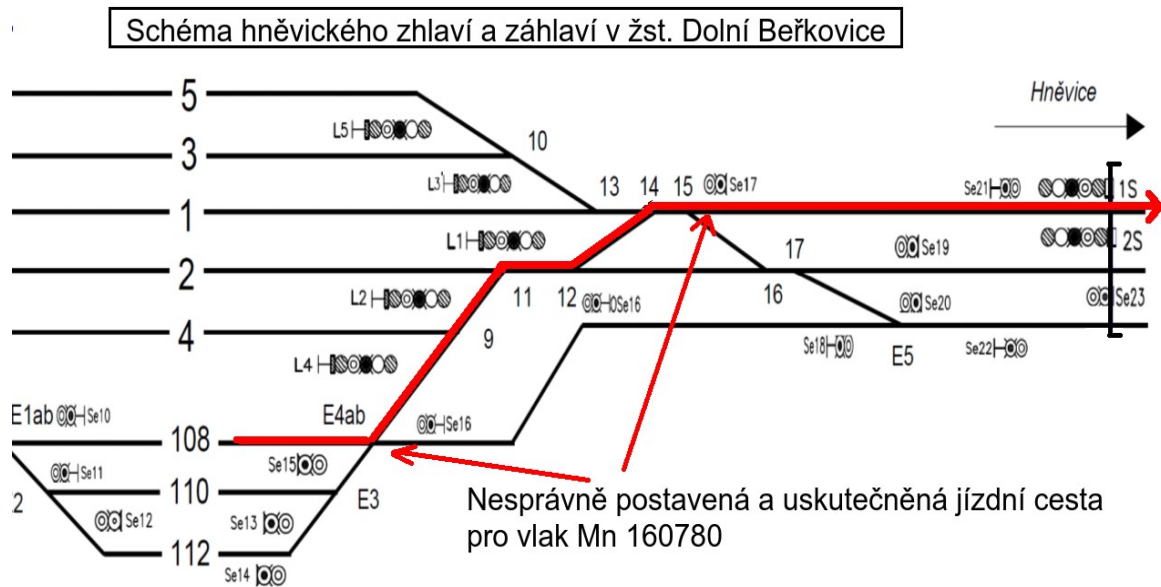 Schéma hněvického zhlaví a záhlaví v žst. Dolní Beřkovice
Hněvice
5
L5
10
3
L3
13 14 15
Se17
Se21
1S
1
L1
2S
17
Se19
2
11
12
16
L2
OSe16
Se20
Se23
4
9
Se18
E5
Se22
L4
E1ab
Se10
E4ab
Se16
108
Se11
Se15
2
110
E3
Se12
Se13
112
Se14
Nesprávně postavená a uskutečněná jízdní cesta
pro vlak Mn 160780